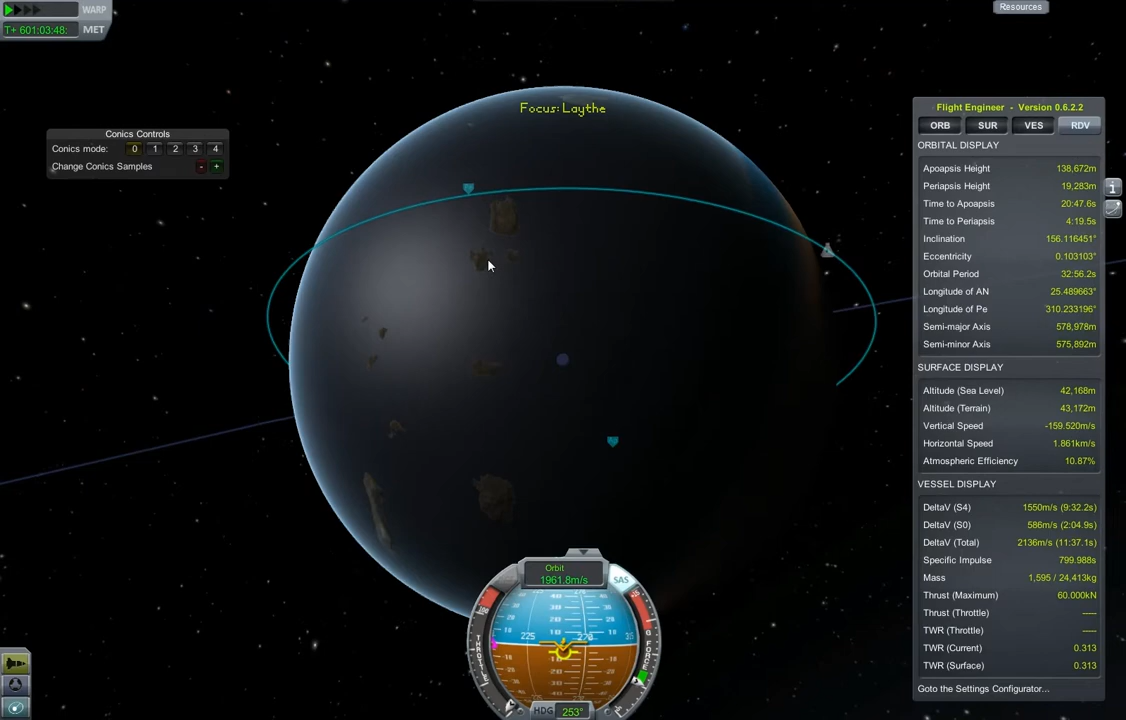 WARP
T+ 601:03:48:
MET
Resources
Focus: Laythe
Conics Controls
Conics mode: 0 1 2 3 4
Change Conics Samples - +
Flight Engineer - Version 0.6.2.2
ORB SUR VES RDV
ORBITAL DISPLAY
Apoapsis Height 138,672m
Periapsis Height 19,283m
Time to Apoapsis 20:47.6s
Time to Periapsis 4:19.5s
Inclination 156.116451°
Eccentricity 0.103103°
Orbital Period 32:56.2s
Longitude of AN 25.489663°
Longitude of Pe 310.233196°
Semi-major Axis 578,978m
Semi-minor Axis 575,892m
SURFACE DISPLAY
Altitude (Sea Level) 42,168m
Altitude (Terrain) 43,172m
Vertical Speed -159.520m/s
Horizontal Speed 1.861km/s
Atmospheric Efficiency 10.87%
VESSEL DISPLAY
DeltaV (S4) 1550m/s (9:32.2s)
DeltaV (S0) 586m/s (2:04.9s)
DeltaV (Total) 2136m/s (11:37.1s)
Specific Impulse 799.988s
Mass 1,595 / 24,413kg
Thrust (Maximum) 60.000kN
Thrust (Throttle) -----
TWR (Throttle) -----
TWR (Current) 0.313
TWR (Surface) 0.313
Goto the Settings Configurator...
Orbit
1961.8m/s
SAS
225 270
THROTTLE
G FORCE
HDG 253°